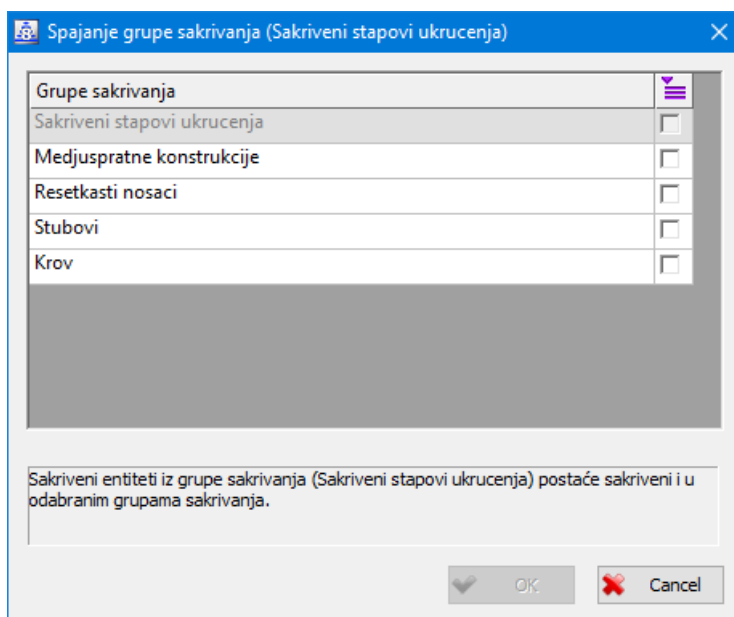 Spajanje grupe sakrivanja (Sakriveni stapovi ukrucenja)
Grupe sakrivanja
Sakriveni stapovi ukrucenja
Medjuspratne konstrukcije
Resetkasti nosaci
Stubovi
Krov
Sakriveni entiteti iz grupe sakrivanja (Sakriveni stapovi ukrucenja) postaće sakriveni i u
odabranim grupama sakrivanja.
OK Cancel